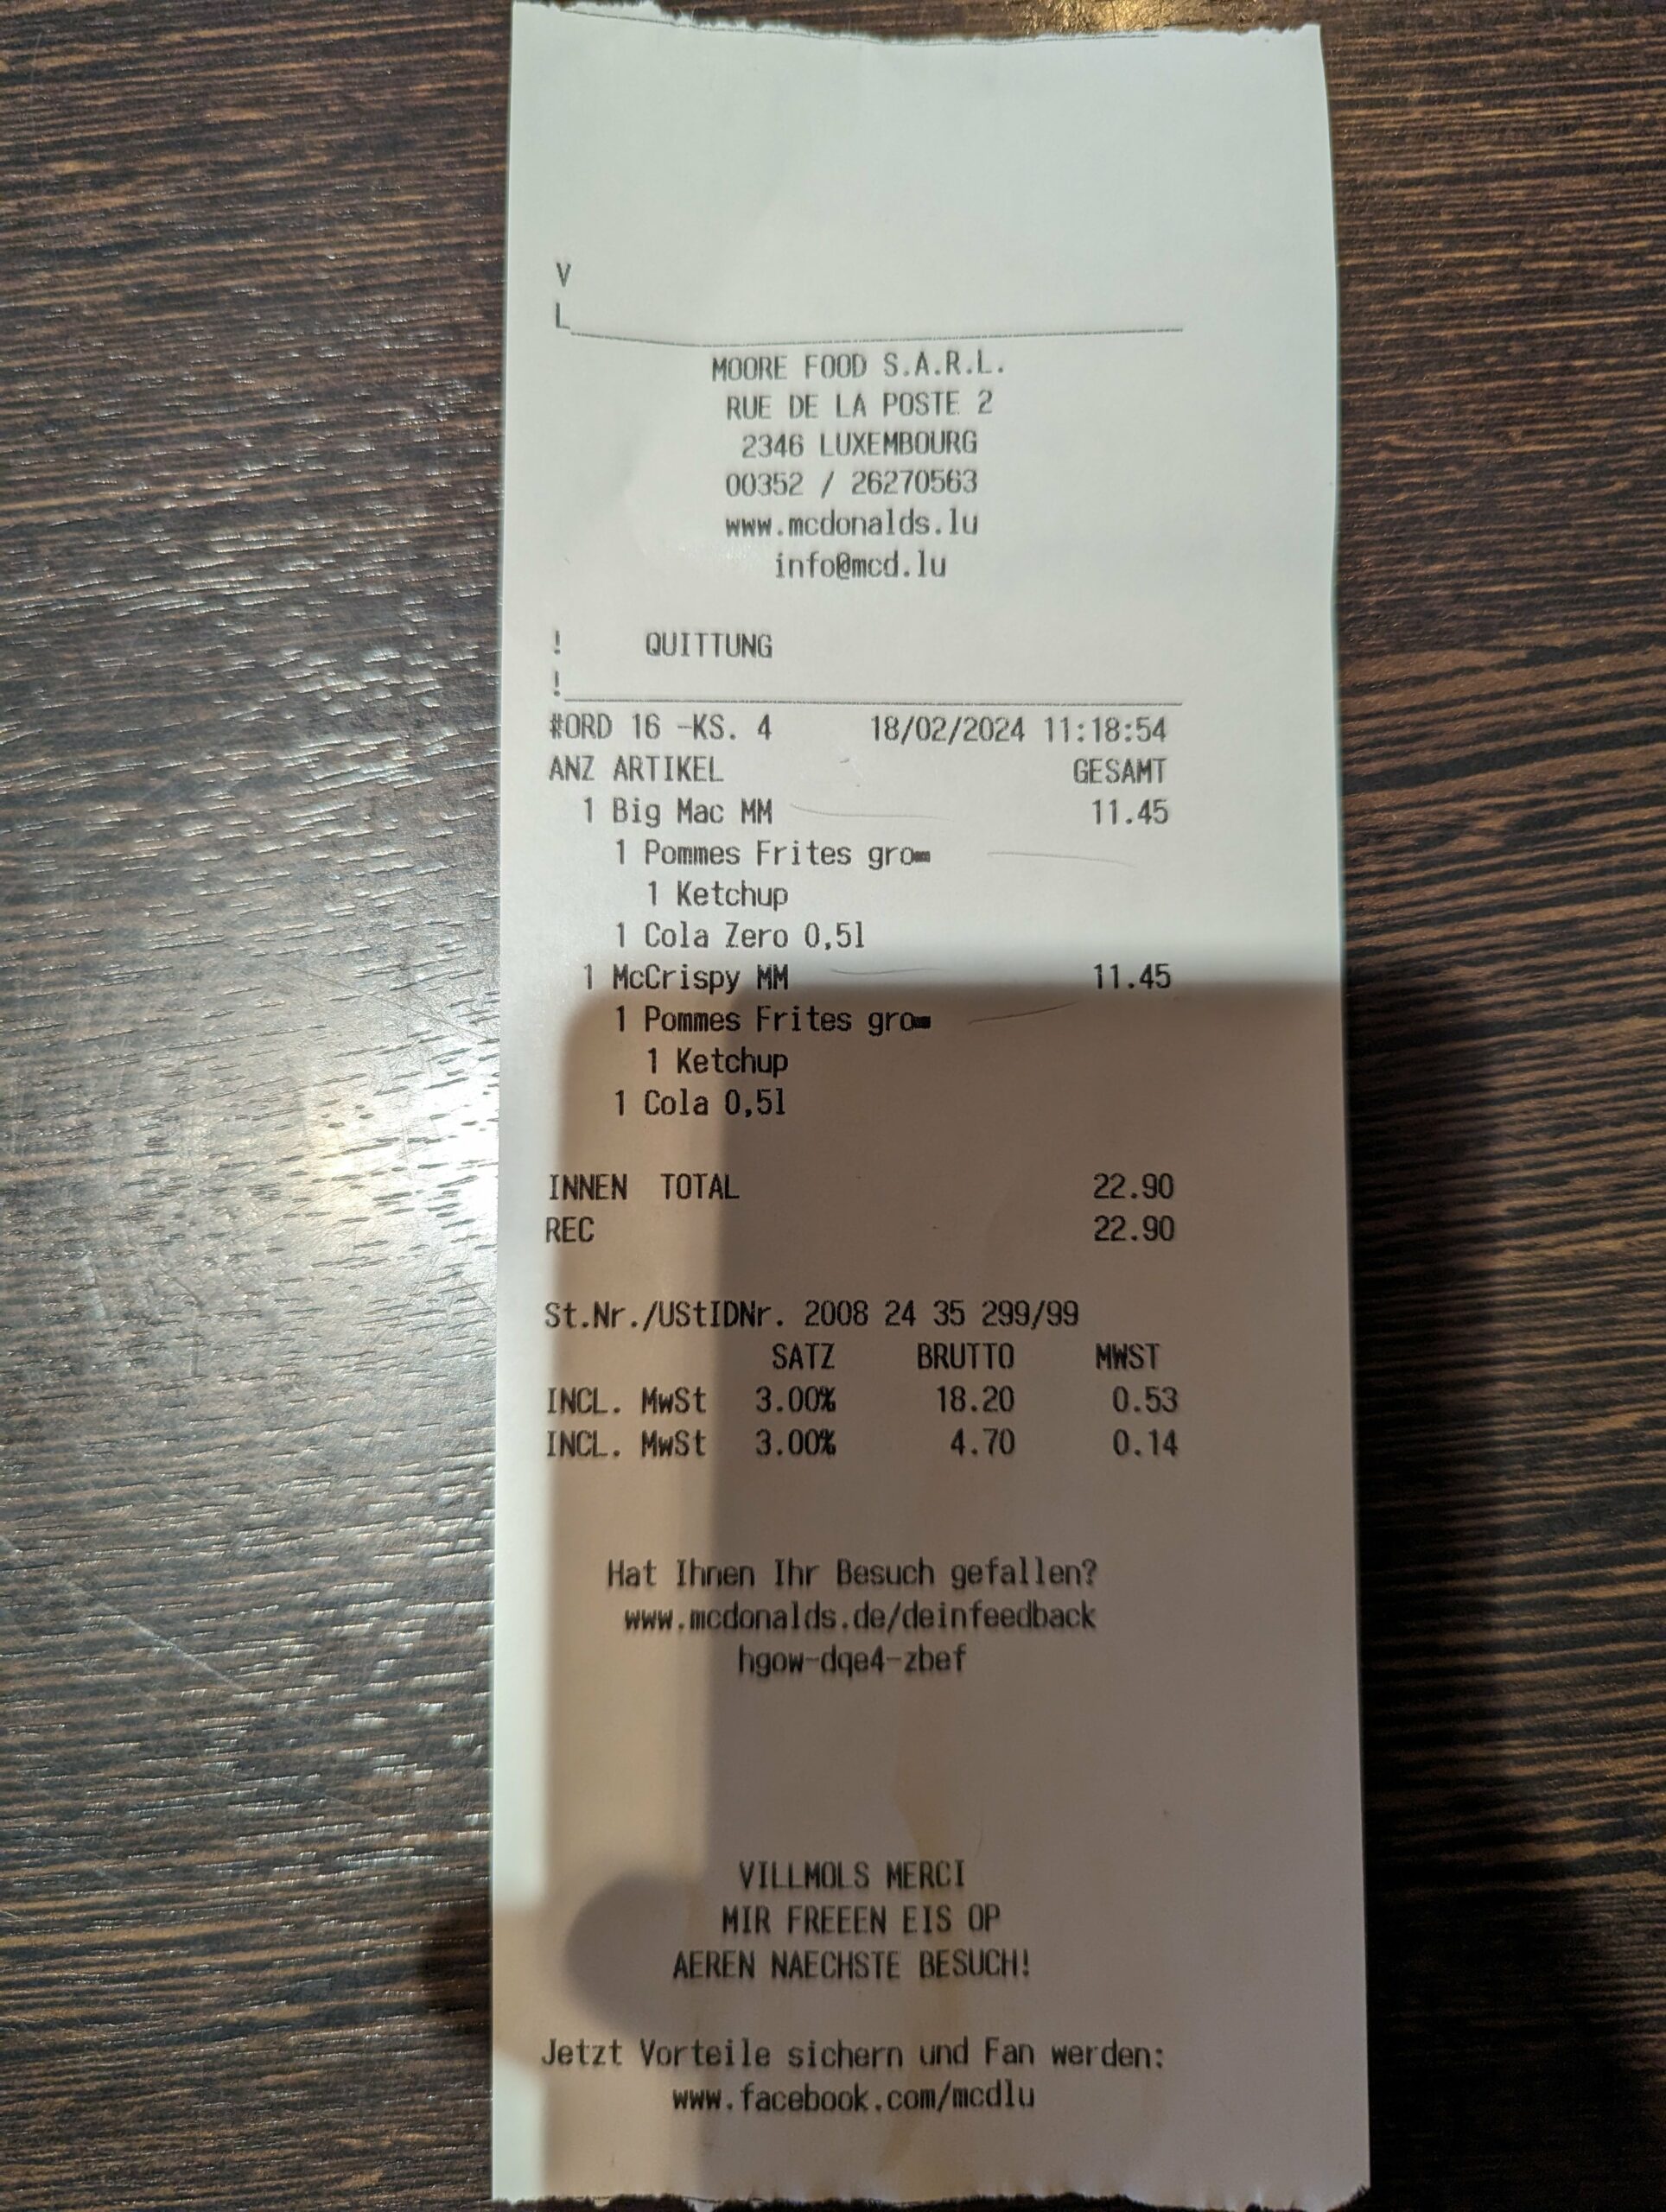 V
L
MOORE FOOD S.A.R.L.
RUE DE LA POSTE 2
2346 LUXEMBOURG
00352 / 26270563
www.mcdonalds.lu
info@mcd.lu
! QUITTUNG
!
#ORD 16 -KS. 4 18/02/2024 11:18:54
ANZ ARTIKEL GESAMT
1 Big Mac MM 11.45
1 Pommes Frites gro
1 Ketchup
1 Cola Zero 0,5l
1 McCrispy MM 11.45
1 Pommes Frites gro
1 Ketchup
1 Cola 0,5l
INNEN TOTAL 22.90
REC 22.90
St.Nr./UStIDNr. 2008 24 35 299/99
SATZ BRUTTO MWST
INCL. MwSt 3.00% 18.20 0.53
INCL. MwSt 3.00% 4.70 0.14
Hat Ihnen Ihr Besuch gefallen?
www.mcdonalds.de/deinfeedback
hgow-dqe4-zbef
VILLMOLS MERCI
MIR FREEEN EIS OP
AEREN NAECHSTE BESUCH!
Jetzt Vorteile sichern und Fan werden:
www.facebook.com/mcdlu